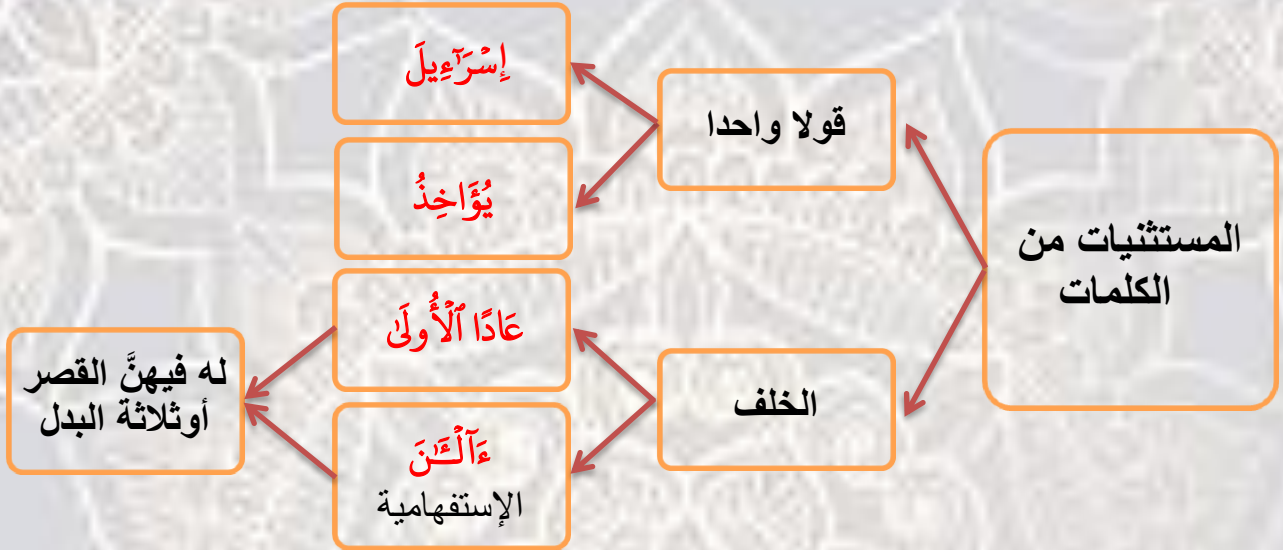 المستثنيات من
الكلمات
قولا واحدا
إِسْرَٰٓءِيلَ
يُؤَاخِذُ
الخلف
عَادًا ٱلْأُولَىٰ
ءَآلْـَٰٔنَ
الإستفهامية
له فيهنَّ القصر
أوثلاثة البدل